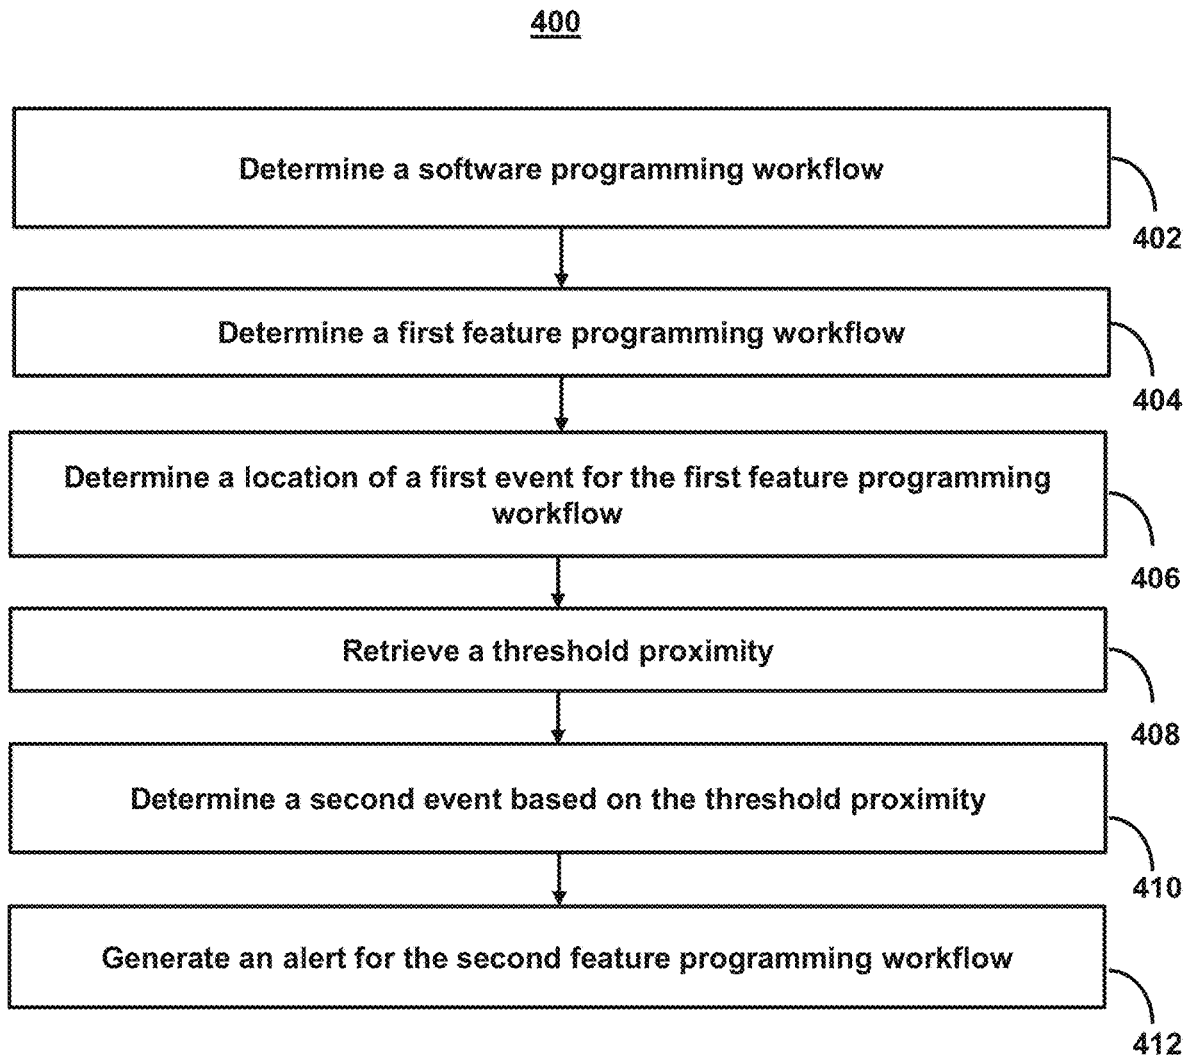 400
Determine a software programming workflow
402
Determine a first feature programming workflow
404
Determine a location of a first event for the first feature programming
workflow
406
Retrieve a threshold proximity
408
Determine a second event based on the threshold proximity
410
Generate an alert for the second feature programming workflow
412